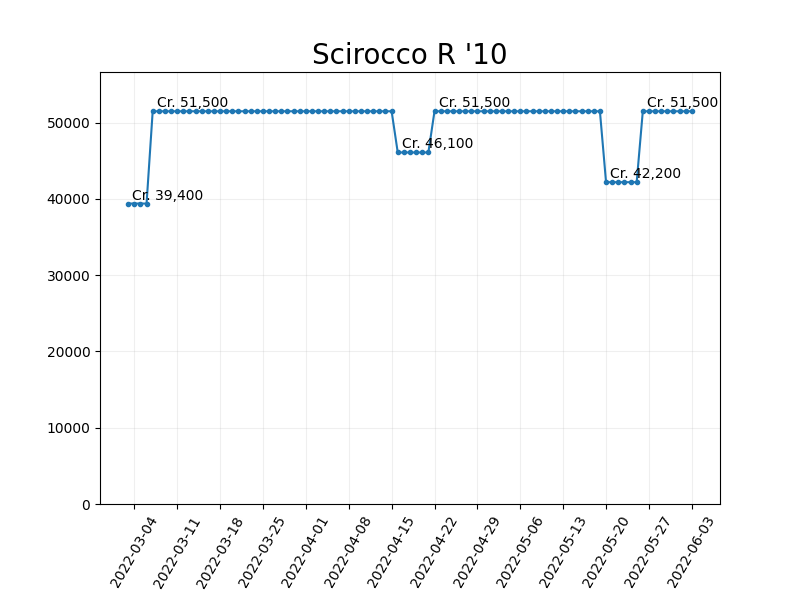 Scirocco R '10
Cr. 51,500
Cr. 51,500
Cr. 51,500
Cr. 46,100
Cr. 42,200
Cr. 39,400
50000
40000
30000
20000
10000
0
2022-03-04
2022-03-11
2022-03-18
2022-03-25
2022-04-01
2022-04-08
2022-04-15
2022-04-22
2022-04-29
2022-05-06
2022-05-13
2022-05-20
2022-05-27
2022-06-03